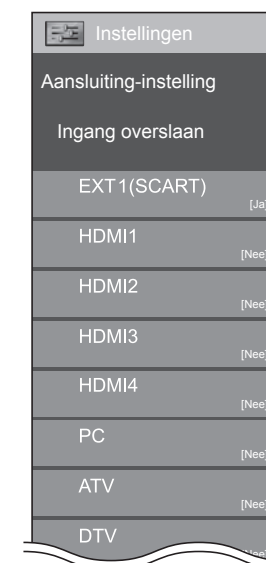 Instellingen
Aansluiting-instelling
Ingang overslaan
EXT1(SCART)
[Ja]
HDMI1
[Nee]
HDMI2
[Nee]
HDMI3
[Nee]
HDMI4
[Nee]
PC
[Nee]
ATV
[Nee]
DTV